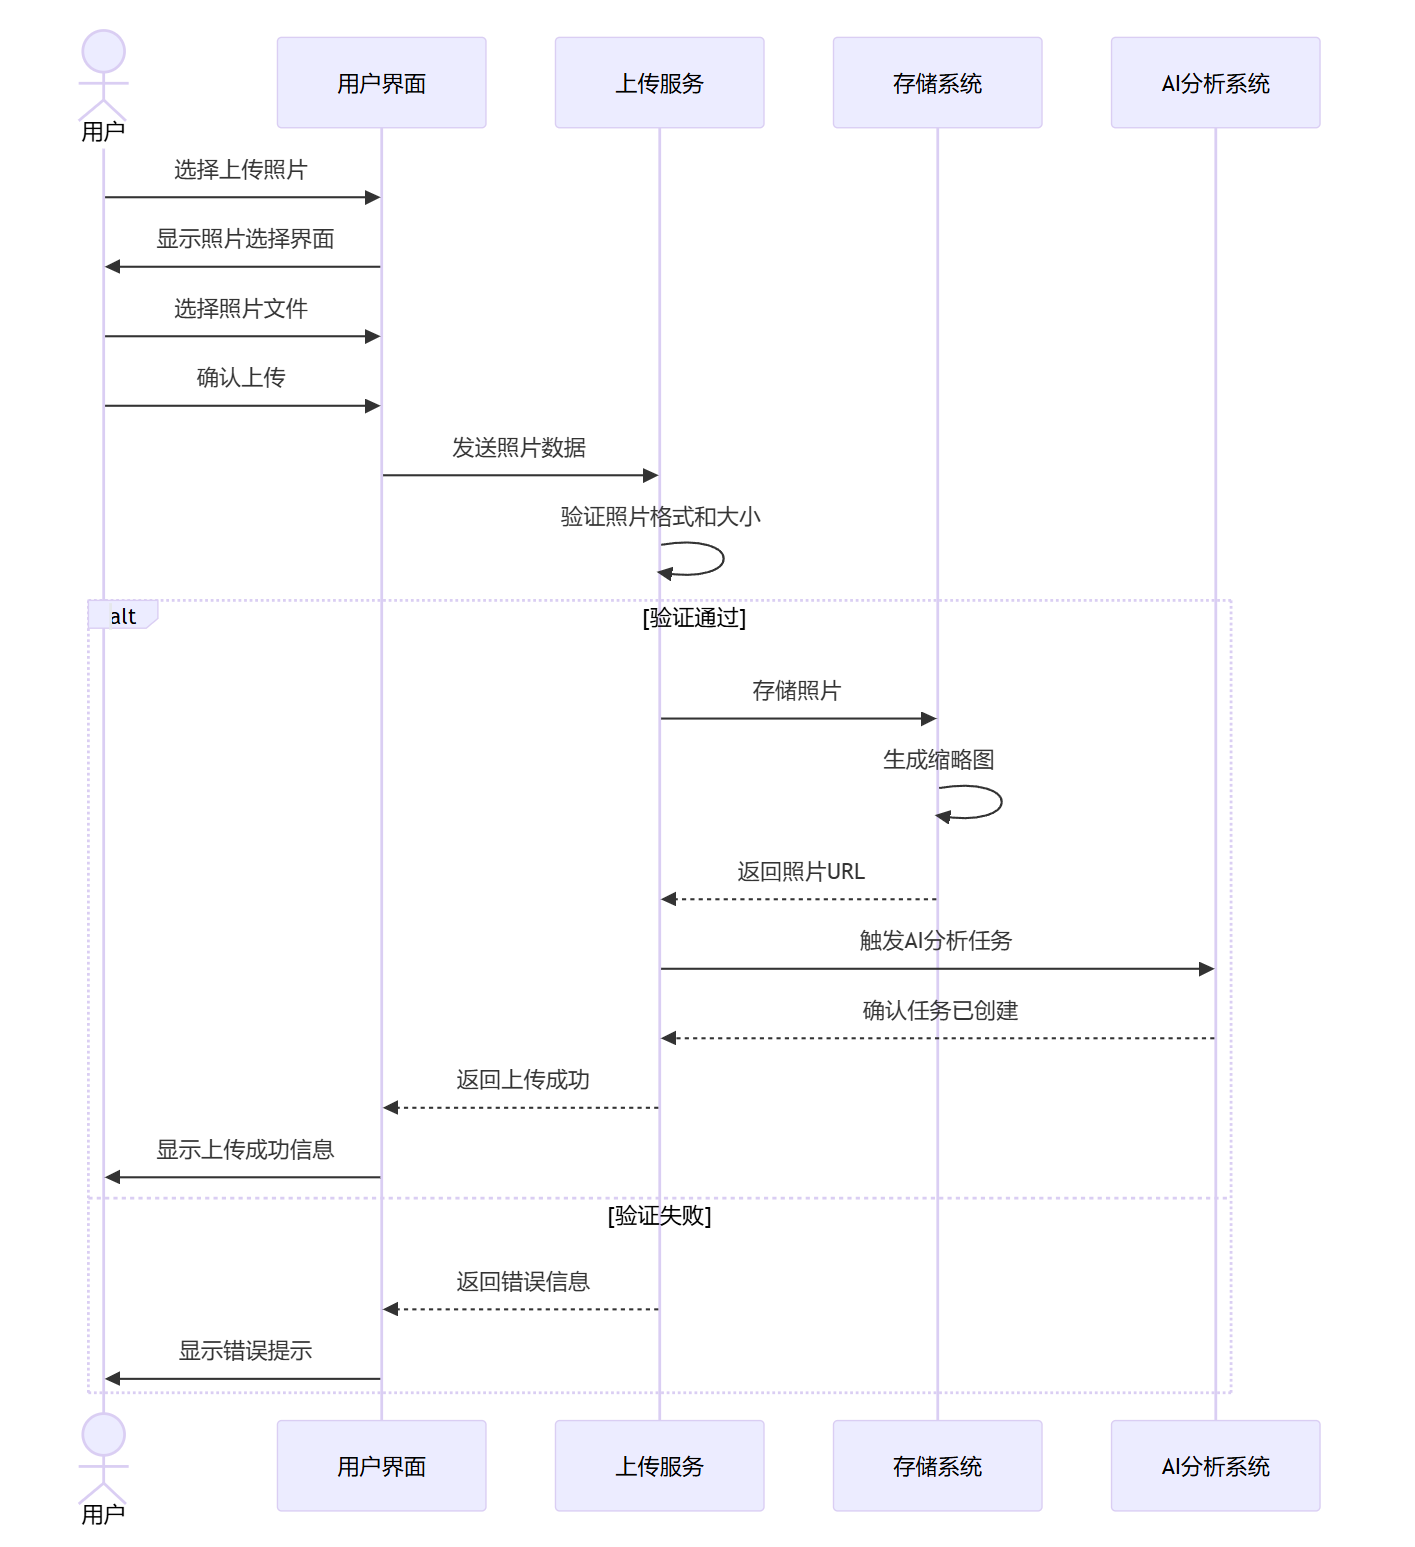 用户
用户界面
上传服务
存储系统
AI分析系统
选择上传照片
显示照片选择界面
选择照片文件
确认上传
发送照片数据
验证照片格式和大小
alt
[验证通过]
存储照片
生成缩略图
返回照片URL
触发AI分析任务
确认任务已创建
返回上传成功
显示上传成功信息
[验证失败]
返回错误信息
显示错误提示
用户
用户界面
上传服务
存储系统
AI分析系统